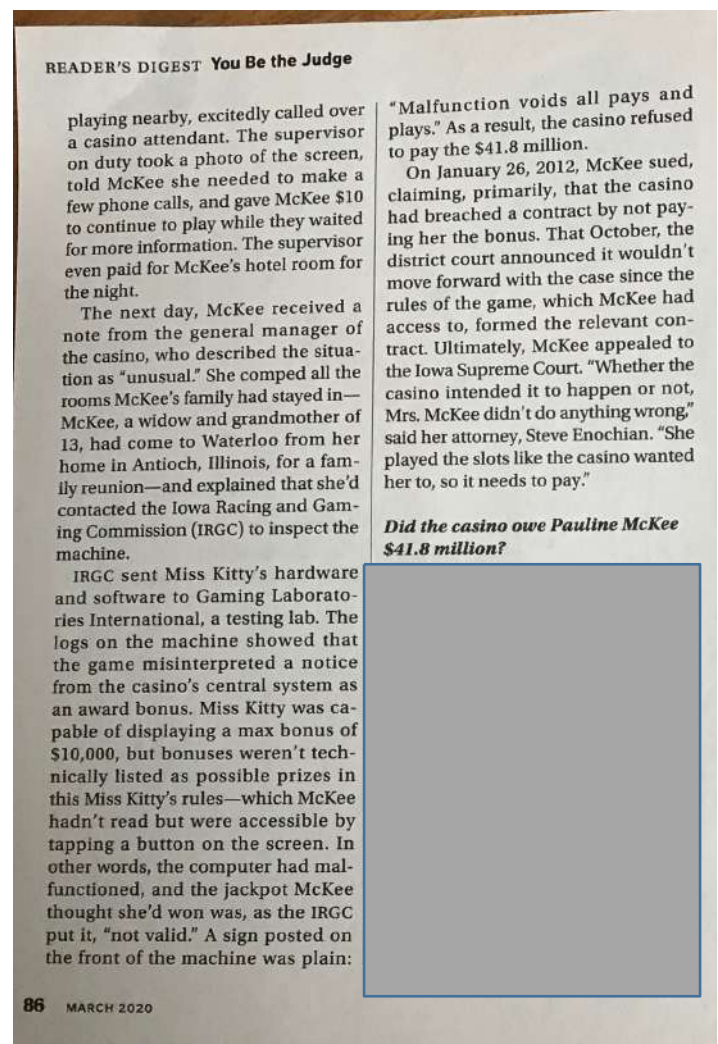 READER'S DIGEST You Be the Judge
playing nearby, excitedly called over
a casino attendant. The supervisor
on duty took a photo of the screen,
told McKee she needed to make a
few phone calls, and gave McKee $10
to continue to play while they waited
for more information. The supervisor
even paid for McKee's hotel room for
the night.
The next day, McKee received a
note from the general manager of
the casino, who described the situa-
tion as "unusual." She comped all the
rooms McKee's family had stayed in—
McKee, a widow and grandmother of
13, had come to Waterloo from her
home in Antioch, Illinois, for a fam-
ily reunion—and explained that she'd
contacted the Iowa Racing and Gam-
ing Commission (IRGC) to inspect the
machine.
IRGC sent Miss Kitty's hardware
and software to Gaming Laborato-
ries International, a testing lab. The
logs on the machine showed that
the game misinterpreted a notice
from the casino's central system as
an award bonus. Miss Kitty was ca-
pable of displaying a max bonus of
$10,000, but bonuses weren't tech-
nically listed as possible prizes in
this Miss Kitty's rules—which McKee
hadn't read but were accessible by
tapping a button on the screen. In
other words, the computer had mal-
functioned, and the jackpot McKee
thought she'd won was, as the IRGC
put it, "not valid." A sign posted on
the front of the machine was plain:
"Malfunction voids all pays and
plays." As a result, the casino refused
to pay the $41.8 million.
On January 26, 2012, McKee sued,
claiming, primarily, that the casino
had breached a contract by not pay-
ing her the bonus. That October, the
district court announced it wouldn't
move forward with the case since the
rules of the game, which McKee had
access to, formed the relevant con-
tract. Ultimately, McKee appealed to
the Iowa Supreme Court. "Whether the
casino intended it to happen or not,
Mrs. McKee didn't do anything wrong,"
said her attorney, Steve Enochian. "She
played the slots like the casino wanted
her to, so it needs to pay."
Did the casino owe Pauline McKee
$41.8 million?
86 MARCH 2020